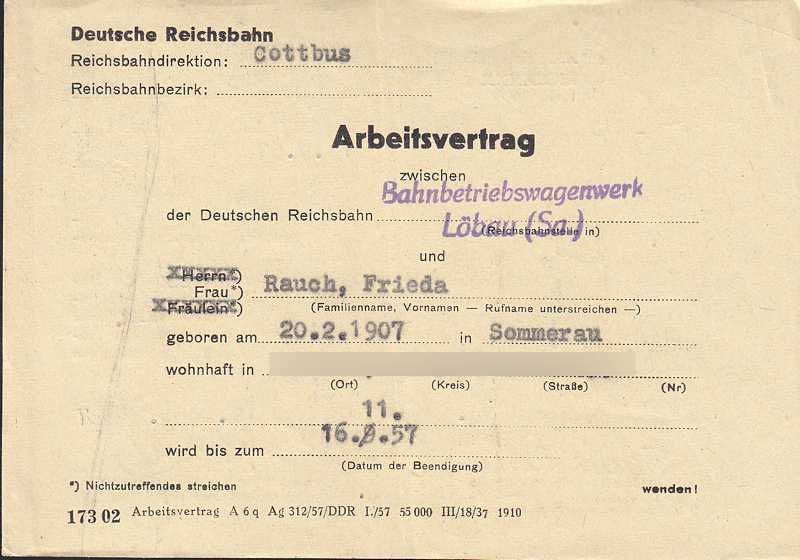 Deutsche Reichsbahn
Reichsbahndirektion: Cottbus
Reichsbahnbezirk:
Arbeitsvertrag
zwischen
Bahnbetriebswagenwerk
der Deutschen Reichsbahn Löbau (Sa.)
(Reichsbahnstelle in)
und
Herrn*)
Frau*) Rauch, Frieda
Fräulein*) (Familienname, Vornamen — Rufname unterstreichen —)
geboren am 20.2.1907 in Sommerau
wohnhaft in
(Ort) (Kreis) (Straße) (Nr)
11.
wird bis zum 16.9.57
(Datum der Beendigung)
*) Nichtzutreffendes streichen wenden!
173 02 Arbeitsvertrag A 6 q Ag 312/57/DDR I./57 55 000 III/18/37 1910